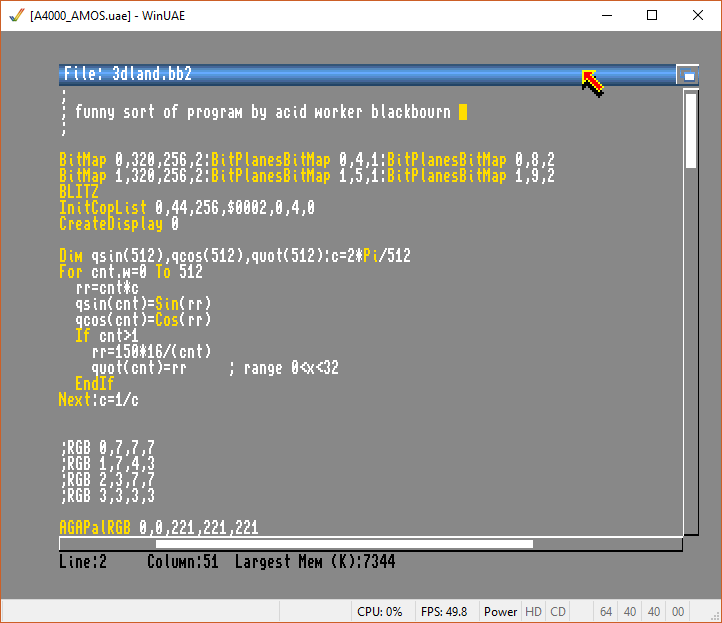 [A4000_AMOS.uae] - WinUAE
File: 3dland.bb2
;
; funny sort of program by acid worker blackbourn
;
BitMap 0,320,256,2:BitPlanesBitMap 0,4,1:BitPlanesBitMap 0,8,2
BitMap 1,320,256,2:BitPlanesBitMap 1,5,1:BitPlanesBitMap 1,9,2
BLITZ
InitCopList 0,44,256,$0002,0,4,0
CreateDisplay 0
Dim qsin(512),qcos(512),quot(512):c=2*Pi/512
For cnt.w=0 To 512
  rr=cnt*c
  qsin(cnt)=Sin(rr)
  qcos(cnt)=Cos(rr)
  If cnt>1
    rr=150*16/(cnt)
    quot(cnt)=rr     ; range 0<x<32
  EndIf
Next:c=1/c
;RGB 0,7,7,7
;RGB 1,7,4,3
;RGB 2,3,7,7
;RGB 3,3,3,3
AGAPalRGB 0,0,221,221,221
Line:2     Column:51  Largest Mem (K):7344
CPU: 0% FPS: 49.8 Power HD CD 64 40 40 00